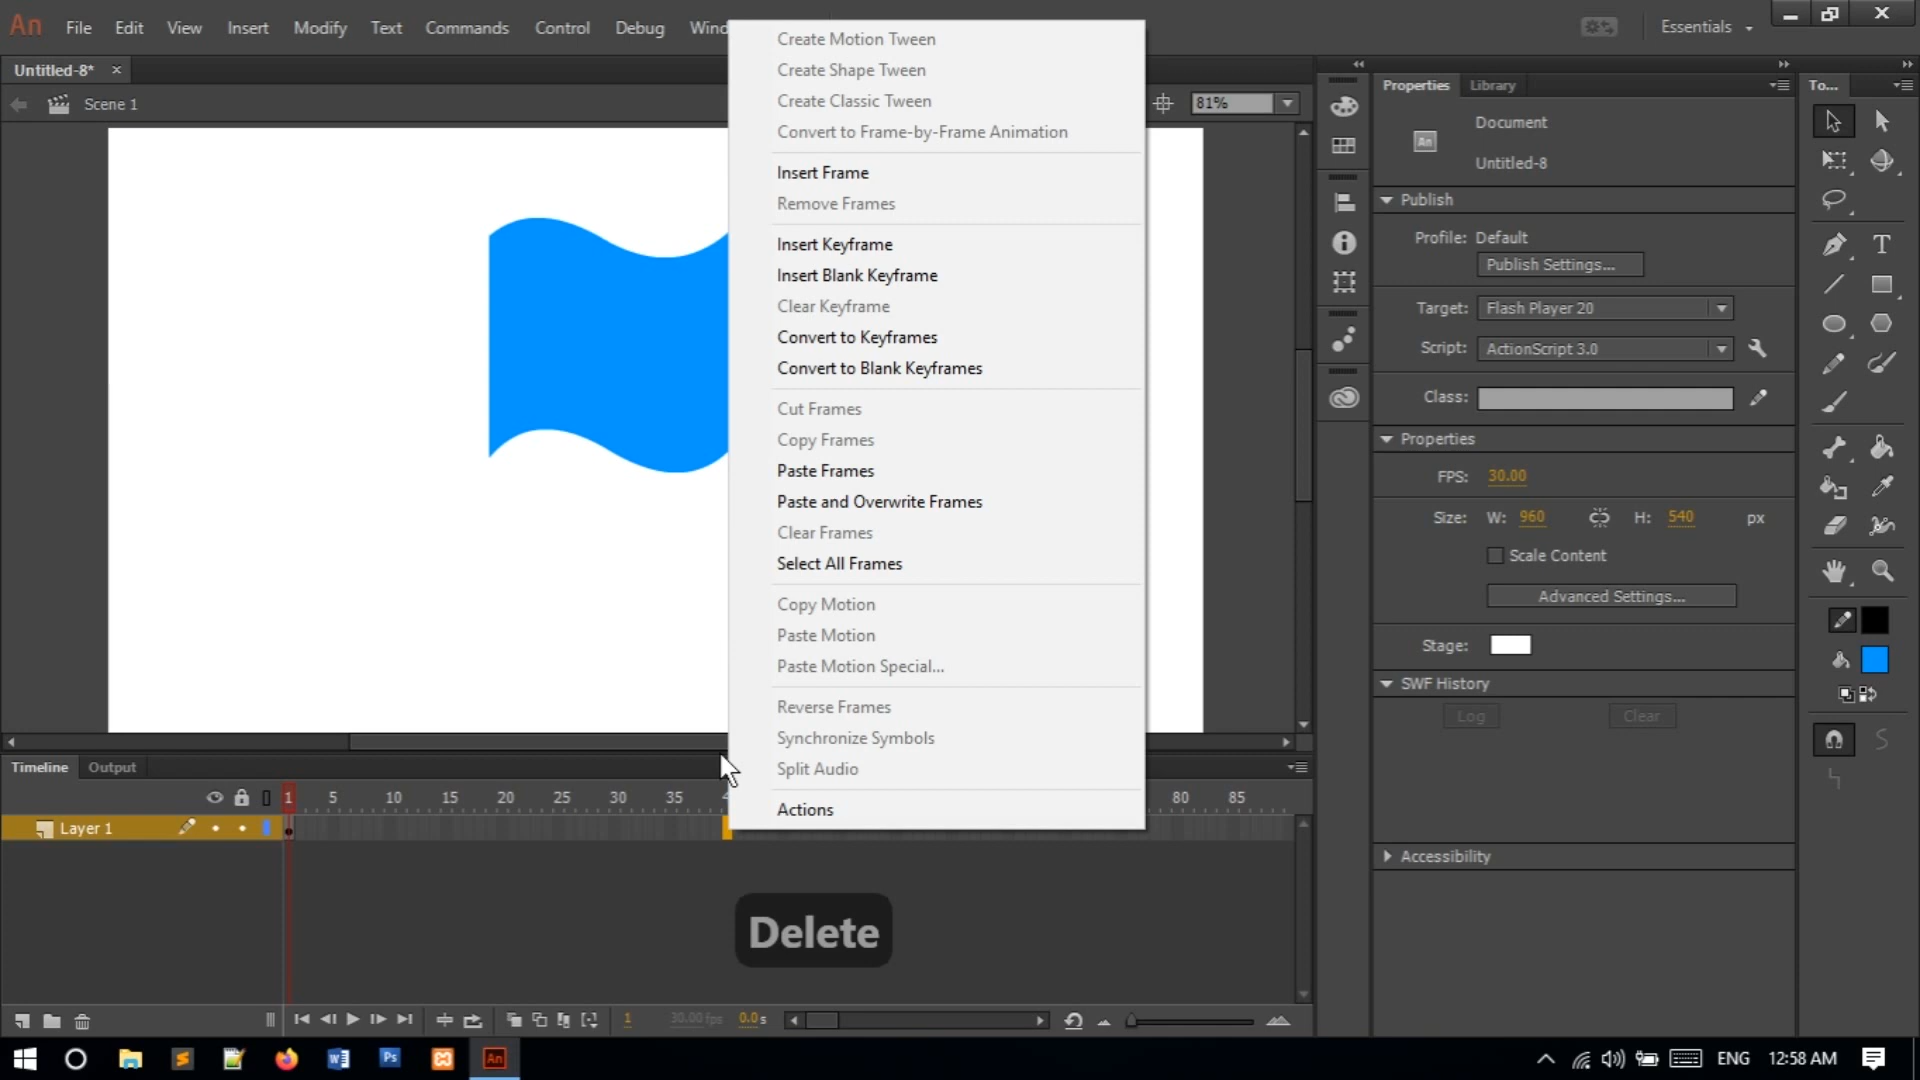 An File Edit View Insert Modify Text Commands Control Debug Wind Essentials
Untitled-8* ×
Scene 1
81%
Create Motion Tween
Create Shape Tween
Create Classic Tween
Convert to Frame-by-Frame Animation
Insert Frame
Remove Frames
Insert Keyframe
Insert Blank Keyframe
Clear Keyframe
Convert to Keyframes
Convert to Blank Keyframes
Cut Frames
Copy Frames
Paste Frames
Paste and Overwrite Frames
Clear Frames
Select All Frames
Copy Motion
Paste Motion
Paste Motion Special...
Reverse Frames
Synchronize Symbols
Split Audio
Actions
Properties Library To...
Document
An
Untitled-8
Publish
Profile: Default
Publish Settings...
Target: Flash Player 20
Script: ActionScript 3.0
Class:
Properties
FPS: 30.00
Size: W: 960 H: 540 px
Scale Content
Advanced Settings...
Stage:
SWF History
Log Clear
Accessibility
Timeline Output
1 5 10 15 20 25 30 35 80 85
Layer 1
Delete
1 30.00 fps 0.0 s
W Ps An ENG 12:58 AM